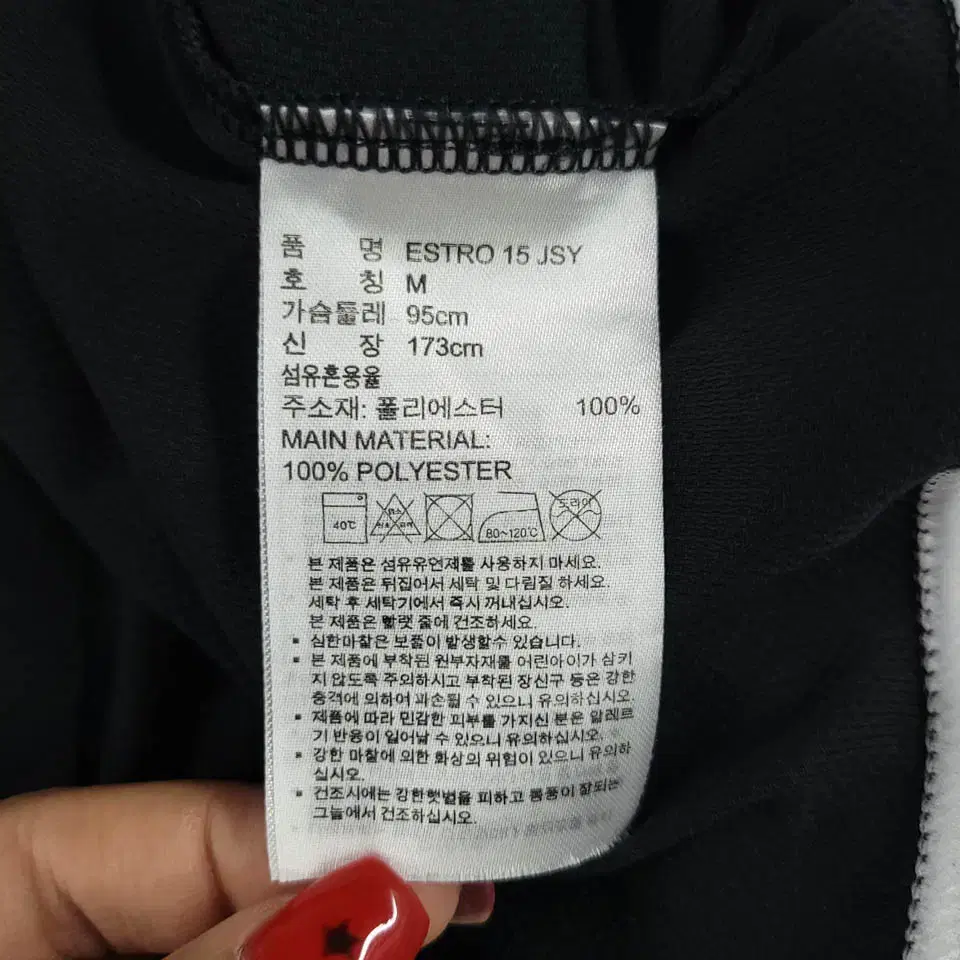 품 명 ESTRO 15 JSY
호 칭 M
가슴둘레 95cm
신 장 173cm
섬유혼용율
주소재: 폴리에스터 100%
MAIN MATERIAL:
100% POLYESTER
40℃ 80~120℃ 드라이
본 제품은 섬유유연제를 사용하지 마세요.
본 제품은 뒤집어서 세탁 및 다림질 하세요.
세탁 후 세탁기에서 즉시 꺼내십시오.
본 제품은 빨랫 줄에 건조하세요.
▪ 심한마찰은 보풀이 발생할수 있습니다.
▪ 본 제품에 부착된 원부자재를 어린아이가 삼키
지 않도록 주의하시고 부착된 장신구 등은 강한
충격에 의하여 파손될 수 있으니 유의하십시오.
▪ 제품에 따라 민감한 피부를 가지신 분은 알레르
기 반응이 일어날 수 있으니 유의하십시오.
▪ 강한 마찰에 의한 화상의 위험이 있으니 유의하
십시오.
▪ 건조시에는 강한햇볕을 피하고 통풍이 잘되는
그늘에서 건조하십시오.